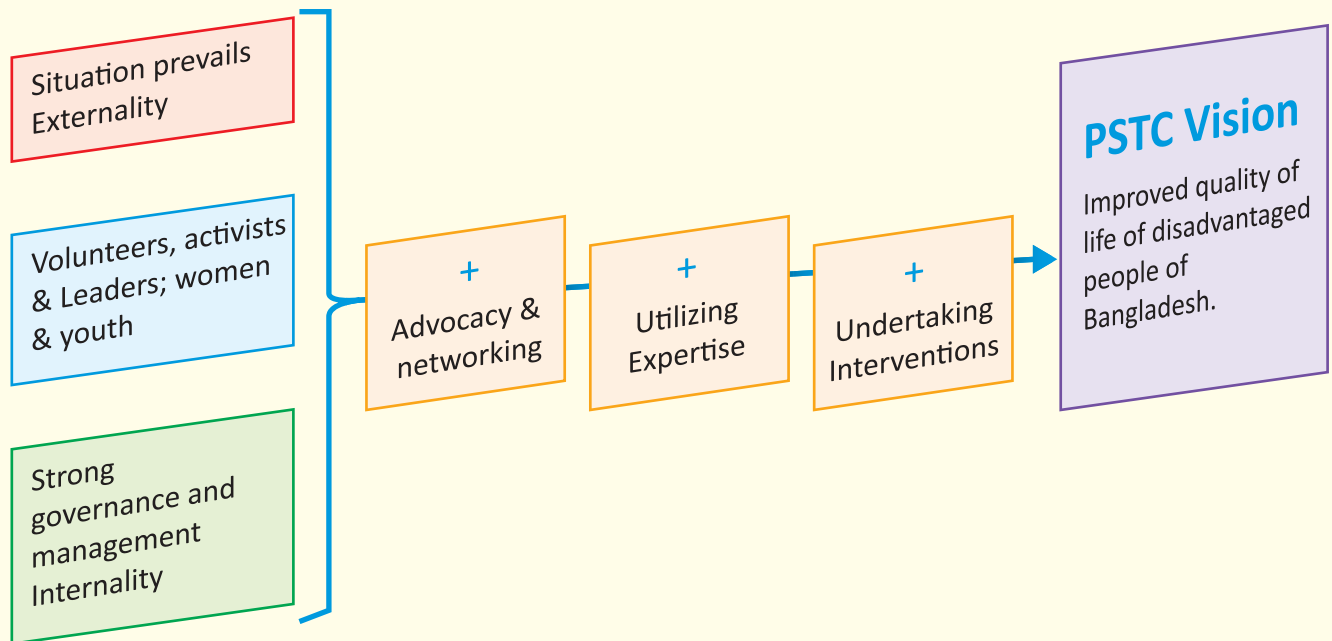 Situation prevails
Externality
Volunteers, activists
& Leaders; women
& youth
Strong
governance and
management
Internality
+
Advocacy &
networking
+
Utilizing
Expertise
+
Undertaking
Interventions
PSTC Vision
Improved quality of
life of disadvantaged
people of
Bangladesh.